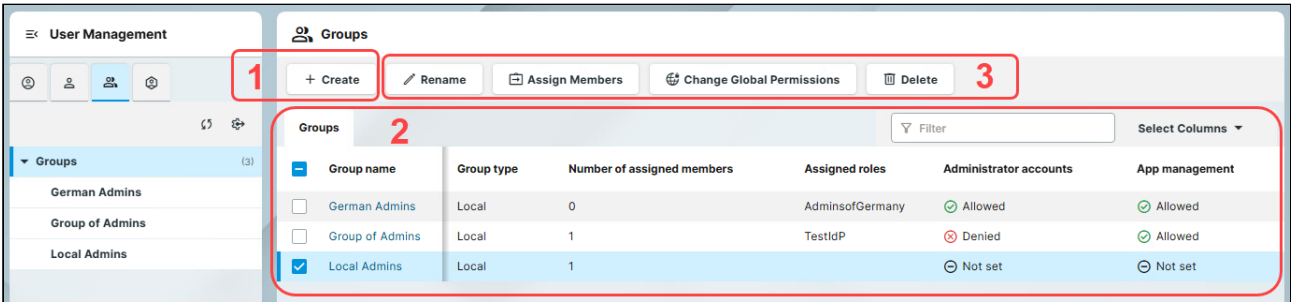 User Management
Groups
1
+ Create
Rename
Assign Members
Change Global Permissions
Delete
3
Groups
2
Filter
Select Columns
Groups (3)
German Admins
Group of Admins
Local Admins
Group name Group type Number of assigned members Assigned roles Administrator accounts App management
German Admins Local 0 AdminsofGermany Allowed Allowed
Group of Admins Local 1 TestIdP Denied Allowed
Local Admins Local 1 Not set Not set